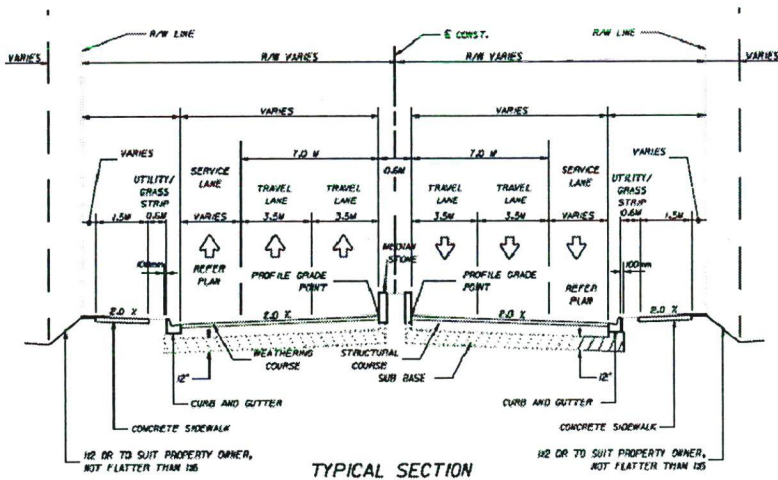 R/W LINE
₠ CONST.
R/W LINE
VARIES
R/W VARIES
R/W VARIES
VARIES
VARIES
VARIES
VARIES
7.0 M
0.6M
7.0 M
VARIES
UTILITY/
GRASS
STRIP
SERVICE
LANE
TRAVEL
LANE
TRAVEL
LANE
TRAVEL
LANE
TRAVEL
LANE
SERVICE
LANE
UTILITY/
GRASS
STRIP
1.5M
0.6M
VARIES
3.5M
3.5M
3.5M
3.5M
VARIES
0.6M
1.5M
100mm
REFER
PLAN
PROFILE GRADE
POINT
MEDIAN
STONE
PROFILE GRADE
POINT
REFER
PLAN
100mm
2.0 %
2.0 %
2.0 %
2.0 %
WEATHERING
COURSE
STRUCTURAL
COURSE
SUB BASE
12"
12"
CURB AND GUTTER
CURB AND GUTTER
CONCRETE SIDEWALK
CONCRETE SIDEWALK
1:2 OR TO SUIT PROPERTY OWNER,
NOT FLATTER THAN 1:6
1:2 OR TO SUIT PROPERTY OWNER,
NOT FLATTER THAN 1:6
TYPICAL SECTION